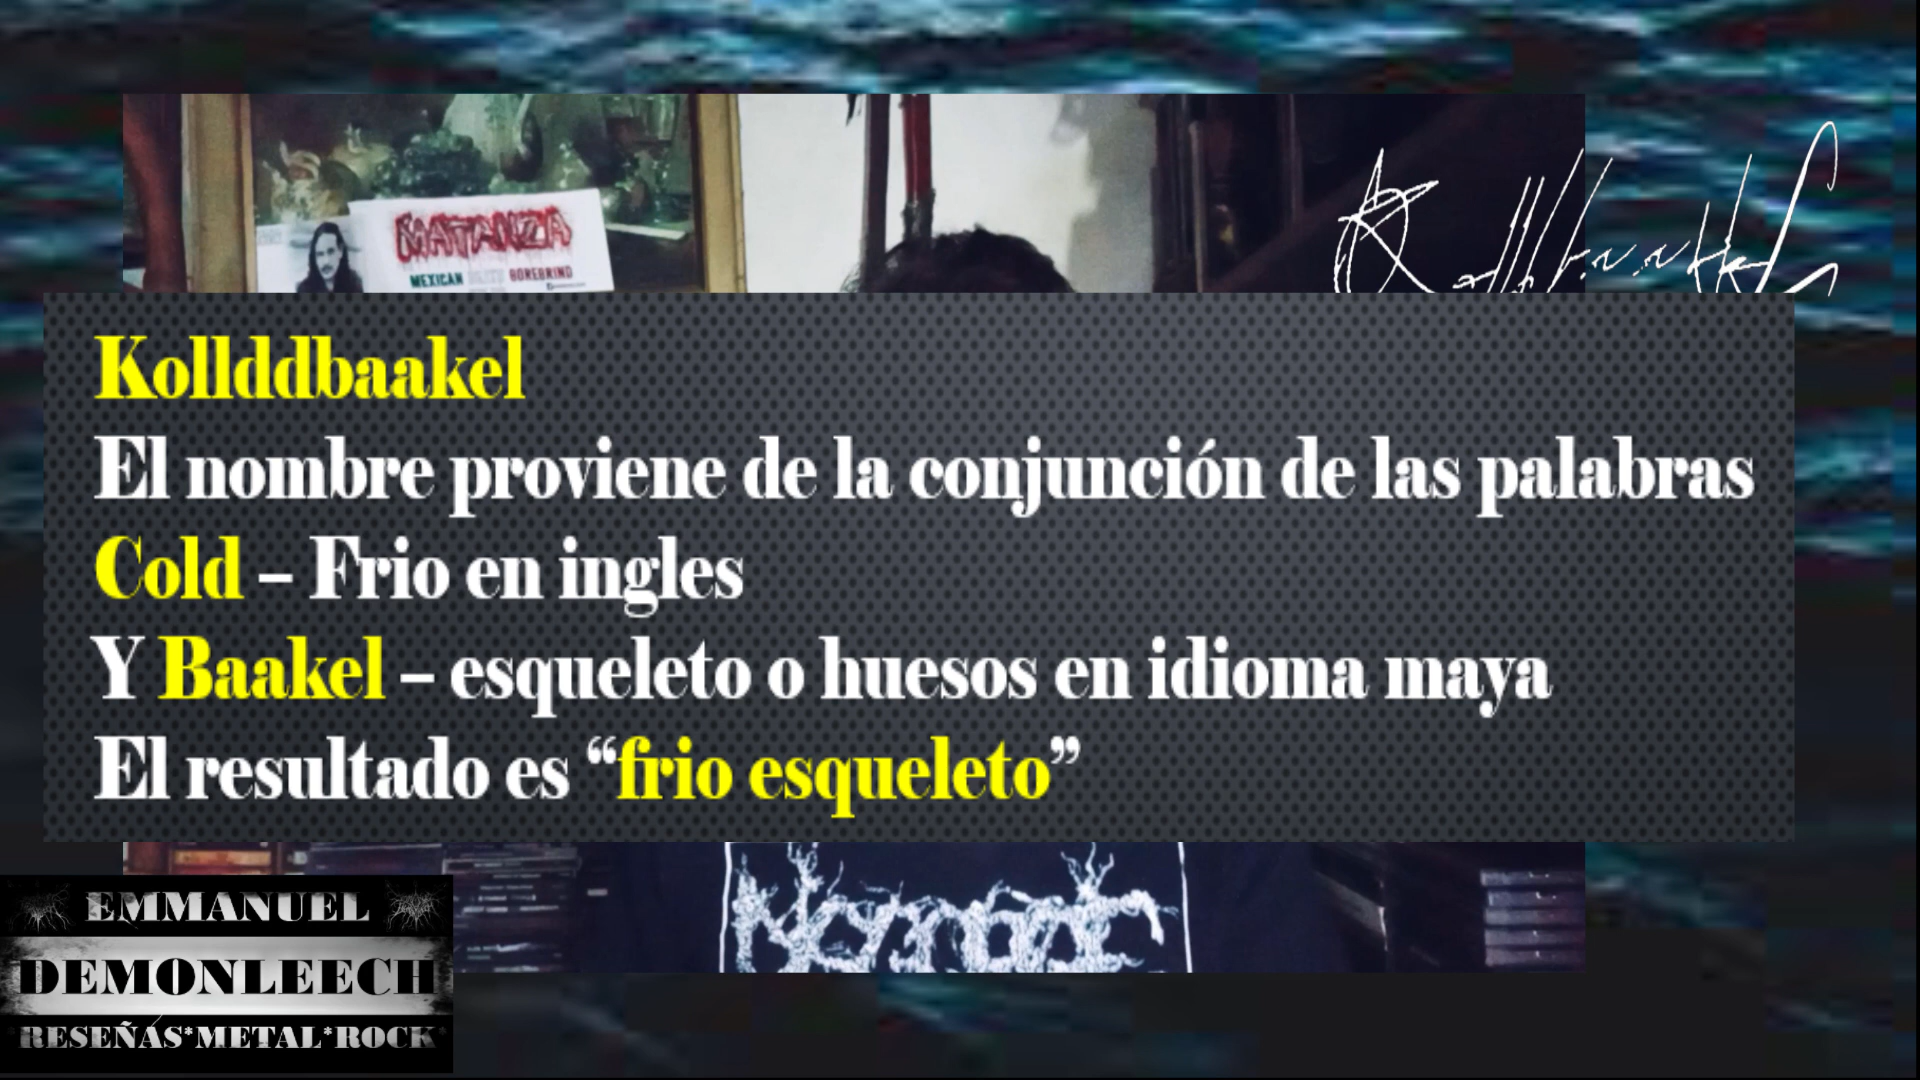 MATANZA
MEXICAN GOREGRIND
Kollddbaakel
El nombre proviene de la conjunción de las palabras
Cold – Frio en ingles
Y Baakel – esqueleto o huesos en idioma maya
El resultado es “frio esqueleto”
EMMANUEL
DEMONLEECH
RESEÑAS*METAL*ROCK